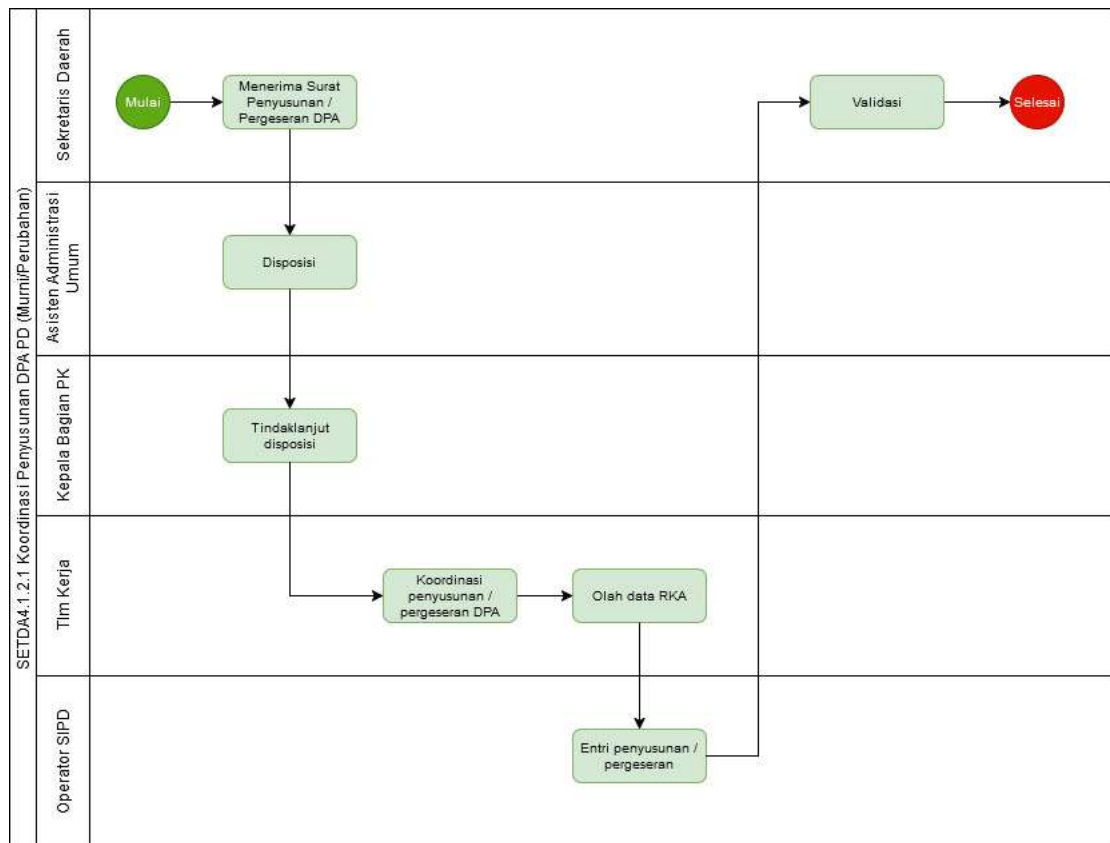 SETDA4.1.2.1 Koordinasi Penyusunan DPA PD (Murni/Perubahan)
Sekretaris Daerah
Mulai
Menerima Surat
Penyusunan /
Pergeseran DPA
Validasi
Selesai
Asisten Administrasi
Umum
Disposisi
Kepala Bagian PK
Tindaklanjut
disposisi
TIm Kerja
Koordinasi
penyusunan /
pergeseran DPA
Olah data RKA
Operator SIPD
Entri penyusunan /
pergeseran